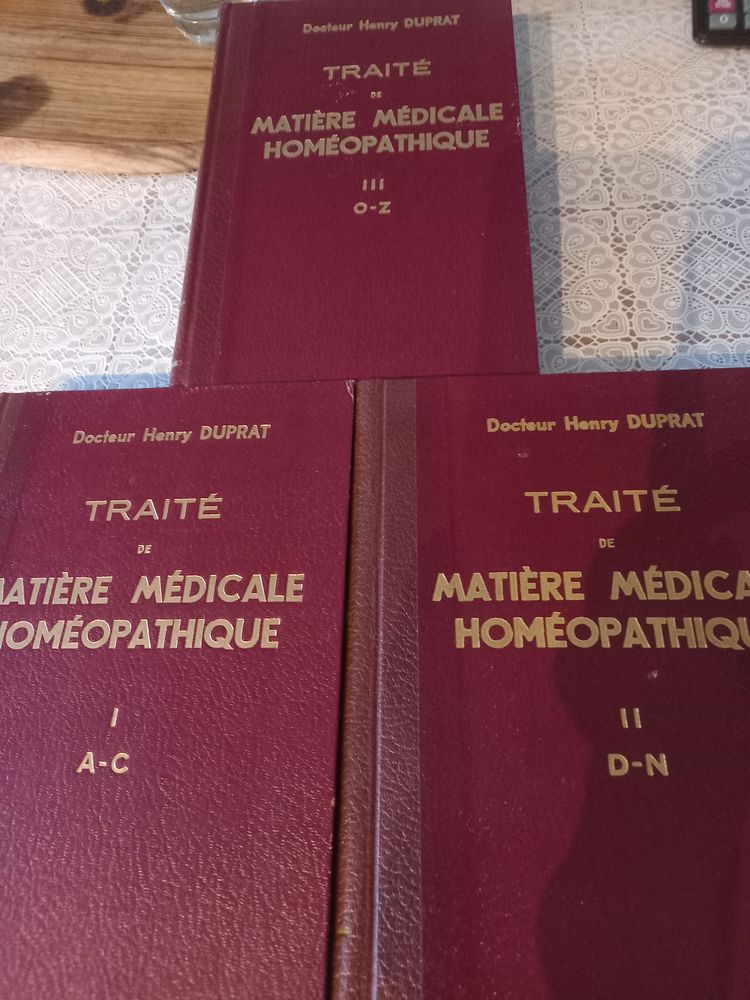 Docteur Henry DUPRAT
TRAITÉ
DE
MATIÈRE MÉDICALE
HOMÉOPATHIQUE
III
O-Z
Docteur Henry DUPRAT
TRAITÉ
DE
MATIÈRE MÉDICALE
HOMÉOPATHIQUE
I
A-C
Docteur Henry DUPRAT
TRAITÉ
DE
MATIÈRE MÉDICA
HOMÉOPATHIQU
II
D-N